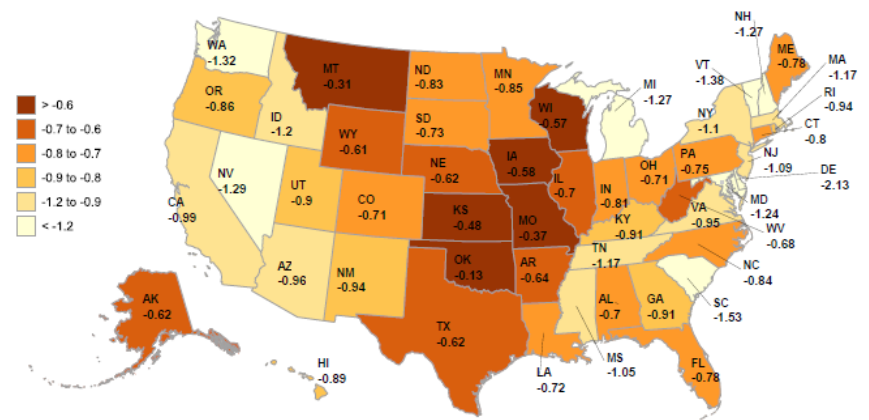 > -0.6
-0.7 to -0.6
-0.8 to -0.7
-0.9 to -0.8
-1.2 to -0.9
< -1.2
WA
-1.32
OR
-0.86
CA
-0.99
NV
-1.29
ID
-1.2
MT
-0.31
WY
-0.61
UT
-0.9
AZ
-0.96
CO
-0.71
NM
-0.94
ND
-0.83
SD
-0.73
NE
-0.62
KS
-0.48
OK
-0.13
TX
-0.62
MN
-0.85
IA
-0.58
MO
-0.37
AR
-0.64
LA
-0.72
WI
-0.57
IL
-0.7
MI
-1.27
IN
-0.81
OH
-0.71
KY
-0.91
TN
-1.17
MS
-1.05
AL
-0.7
GA
-0.91
FL
-0.78
SC
-1.53
NC
-0.84
WV
-0.68
VA
-0.95
MD
-1.24
DE
-2.13
PA
-0.75
NJ
-1.09
NY
-1.1
CT
-0.8
RI
-0.94
MA
-1.17
VT
-1.38
NH
-1.27
ME
-0.78
AK
-0.62
HI
-0.89